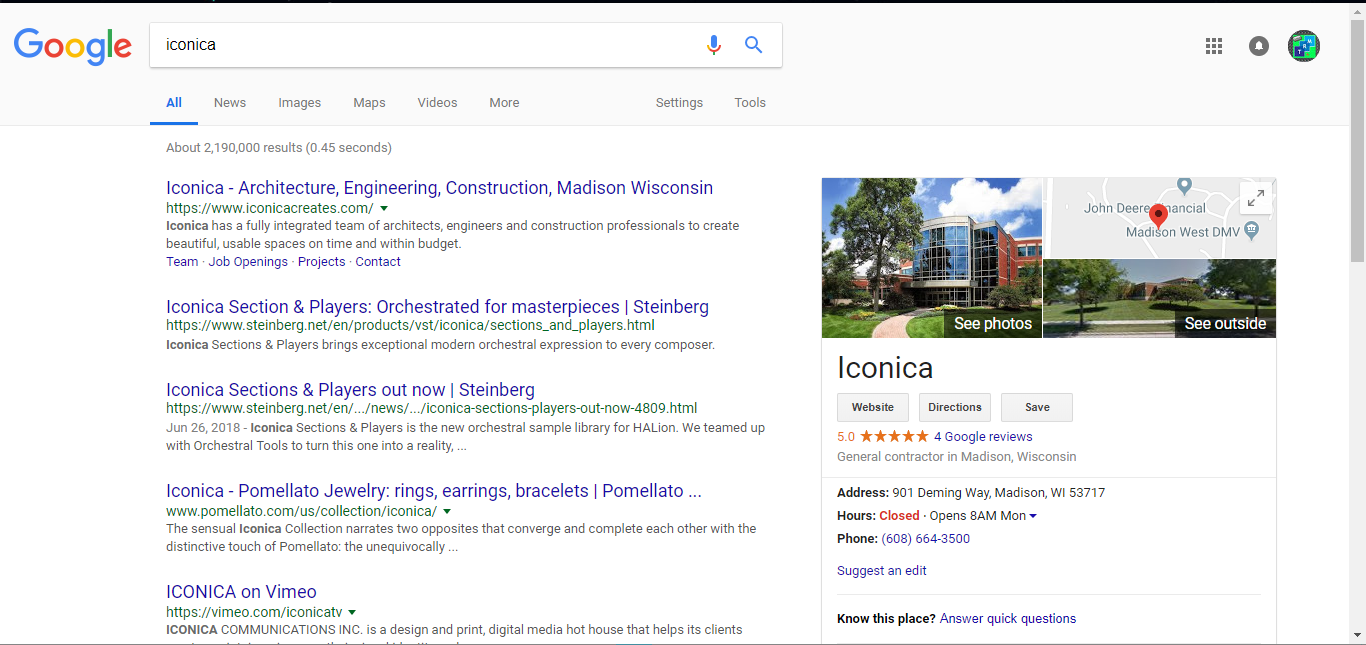 Google
iconica
All News Images Maps Videos More Settings Tools
About 2,190,000 results (0.45 seconds)
Iconica - Architecture, Engineering, Construction, Madison Wisconsin
https://www.iconicacreates.com/
Iconica has a fully integrated team of architects, engineers and construction professionals to create
beautiful, usable spaces on time and within budget.
Team · Job Openings · Projects · Contact
Iconica Section & Players: Orchestrated for masterpieces | Steinberg
https://www.steinberg.net/en/products/vst/iconica/sections_and_players.html
Iconica Sections & Players brings exceptional modern orchestral expression to every composer.
Iconica Sections & Players out now | Steinberg
https://www.steinberg.net/en/.../news/.../iconica-sections-players-out-now-4809.html
Jun 26, 2018 - Iconica Sections & Players is the new orchestral sample library for HALion. We teamed up
with Orchestral Tools to turn this one into a reality, ...
Iconica - Pomellato Jewelry: rings, earrings, bracelets | Pomellato ...
www.pomellato.com/us/collection/iconica/
The sensual Iconica Collection narrates two opposites that converge and complete each other with the
distinctive touch of Pomellato: the unequivocally ...
ICONICA on Vimeo
https://vimeo.com/iconicatv
ICONICA COMMUNICATIONS INC. is a design and print, digital media hot house that helps its clients
John Deere Financial
Madison West DMV
See photos
See outside
Iconica
Website Directions Save
5.0 ★★★★★ 4 Google reviews
General contractor in Madison, Wisconsin
Address: 901 Deming Way, Madison, WI 53717
Hours: Closed · Opens 8AM Mon
Phone: (608) 664-3500
Suggest an edit
Know this place? Answer quick questions